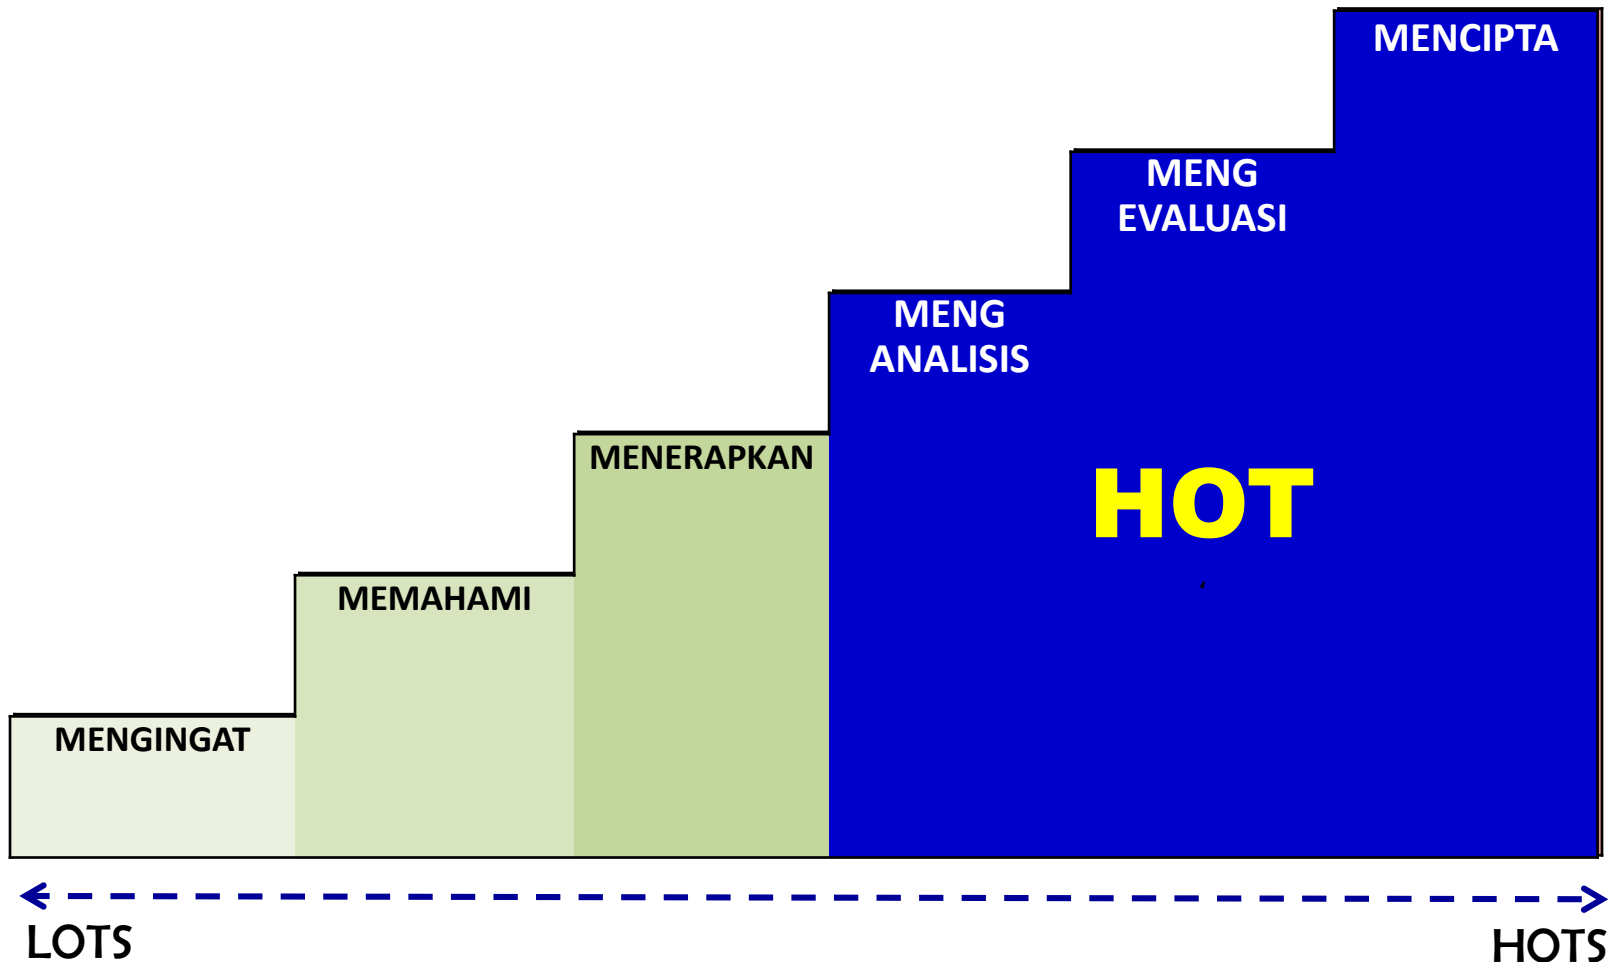 MENCIPTA
MENG
EVALUASI
MENG
ANALISIS
MENERAPKAN
HOT
MEMAHAMI
MENGINGAT
LOTS
HOTS